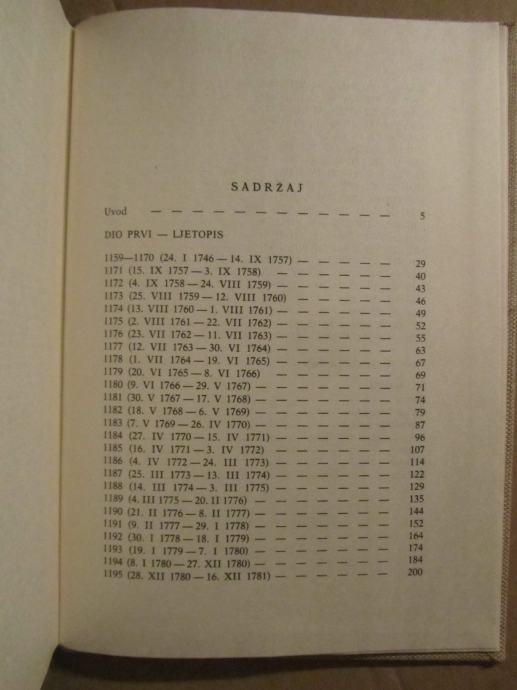 SADRŽAJ
Uvod — — — — — — — — — — — 5
DIO PRVI — LJETOPIS
1159—1170 (24. I 1746 — 14. IX 1757) — — — — — 29
1171 (15. IX 1757 — 3. IX 1758) — — — — — — 40
1172 (4. IX 1758 — 24. VIII 1759) — — — — — — 43
1173 (25. VIII 1759 — 12. VIII 1760) — — — — — 46
1174 (13. VIII 1760 — 1. VIII 1761) — — — — — — 49
1175 (2. VIII 1761 — 22. VII 1762) — — — — — — 52
1176 (23. VII 1762 — 11. VII 1763) — — — — — — 55
1177 (12. VII 1763 — 30. VI 1764) — — — — — — 63
1178 (1. VII 1764 — 19. VI 1765) — — — — — — 67
1179 (20. VI 1765 — 8. VI 1766) — — — — — — 69
1180 (9. VI 1766 — 29. V 1767) — — — — — — — 71
1181 (30. V 1767 — 17. V 1768) — — — — — — — 74
1182 (18. V 1768 — 6. V 1769) — — — — — — — 79
1183 (7. V 1769 — 26. IV 1770) — — — — — — — 87
1184 (27. IV 1770 — 15. IV 1771) — — — — — — 96
1185 (16. IV 1771 — 3. IV 1772) — — — — — — 107
1186 (4. IV 1772 — 24. III 1773) — — — — — — 114
1187 (25. III 1773 — 13. III 1774) — — — — — — 122
1188 (14. III 1774 — 3. III 1775) — — — — — — 129
1189 (4. III 1775 — 20. II 1776) — — — — — — — 135
1190 (21. II 1776 — 8. II 1777) — — — — — — — 144
1191 (9. II 1777 — 29. I 1778) — — — — — — — 152
1192 (30. I 1778 — 18. I 1779) — — — — — — — 164
1193 (19. I 1779 — 7. I 1780) — — — — — — — 174
1194 (8. I 1780 — 27. XII 1780) — — — — — — — 184
1195 (28. XII 1780 — 16. XII 1781) — — — — — — 200